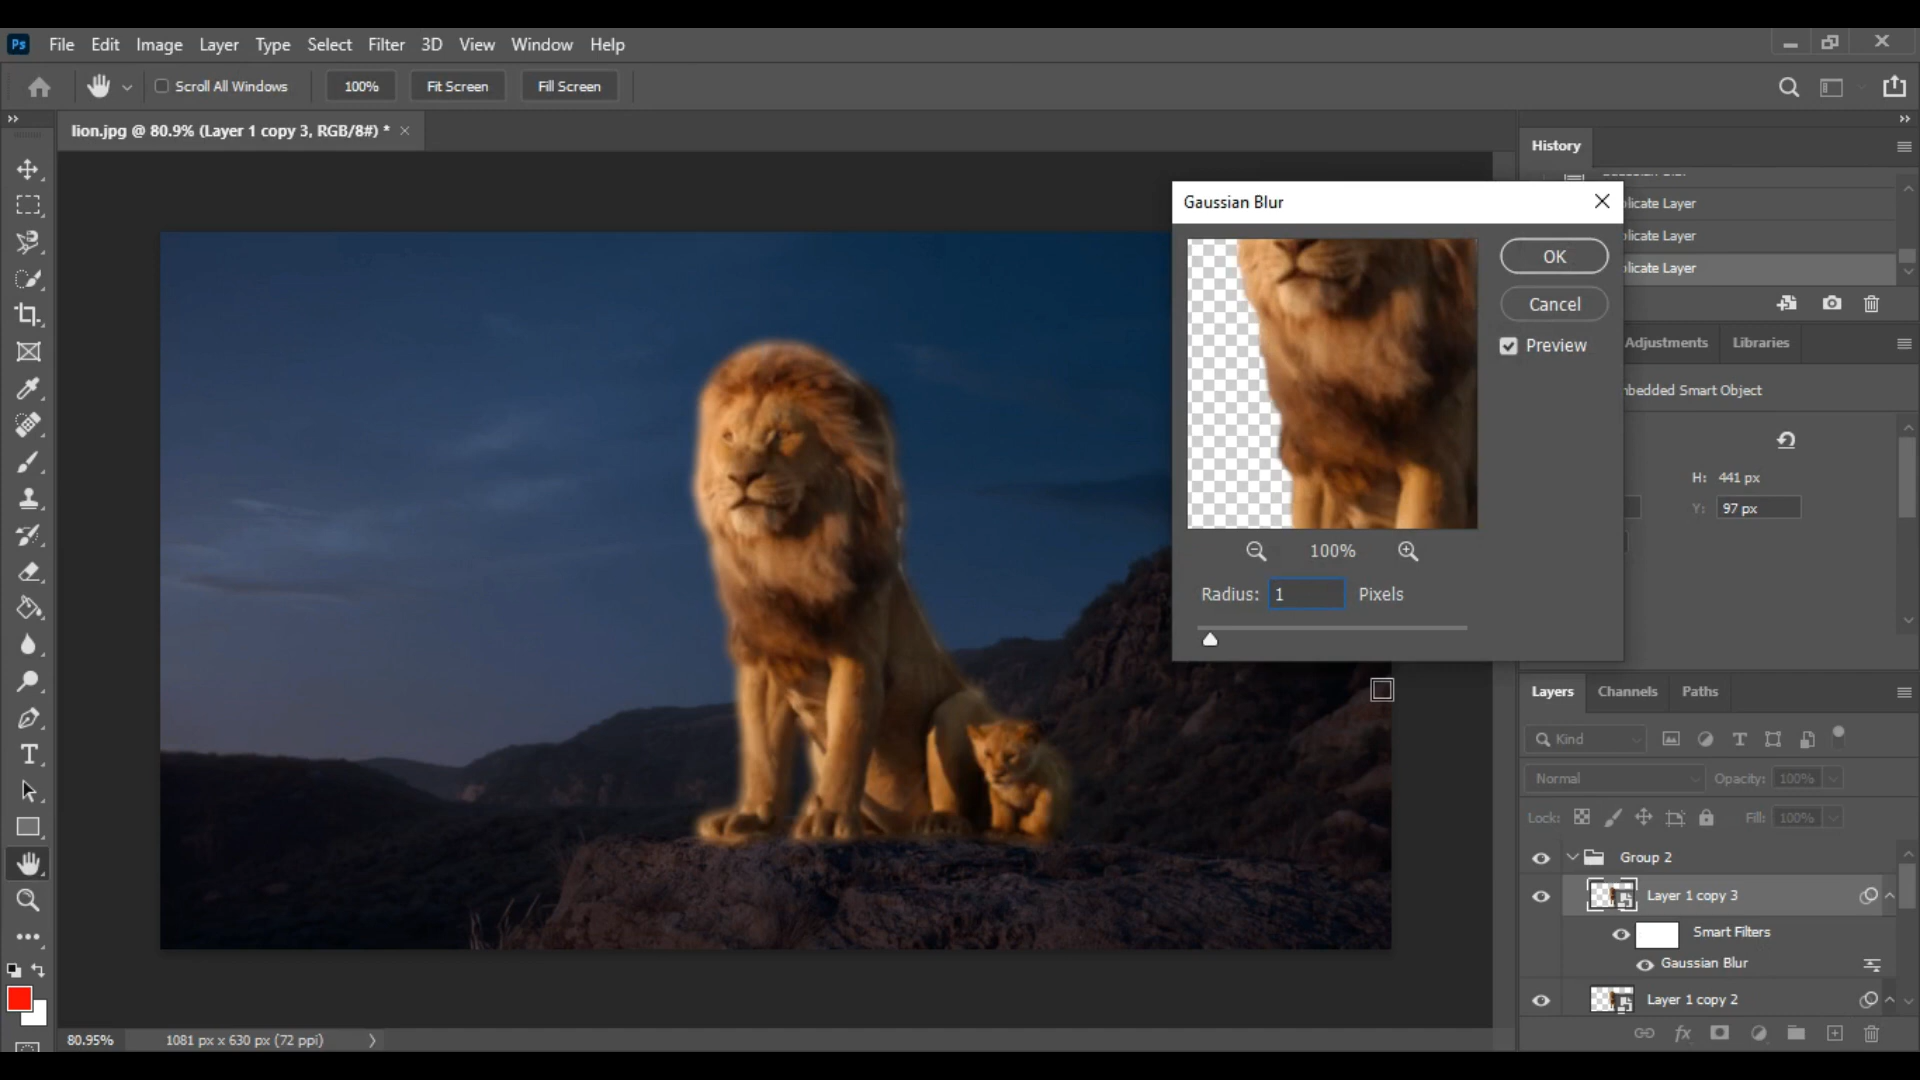 Ps File Edit Image Layer Type Select Filter 3D View Window Help
Scroll All Windows 100% Fit Screen Fill Screen
lion.jpg @ 80.9% (Layer 1 copy 3, RGB/8#) *
History
Gaussian Blur
plicate Layer
OK
plicate Layer
plicate Layer
Cancel
Preview
Adjustments Libraries
bedded Smart Object
H: 441 px
Y: 97 px
100%
Radius: 1 Pixels
Layers Channels Paths
Kind
Normal Opacity: 100%
Lock: Fill: 100%
Group 2
Layer 1 copy 3
Smart Filters
Gaussian Blur
Layer 1 copy 2
80.95% 1081 px x 630 px (72 ppi)